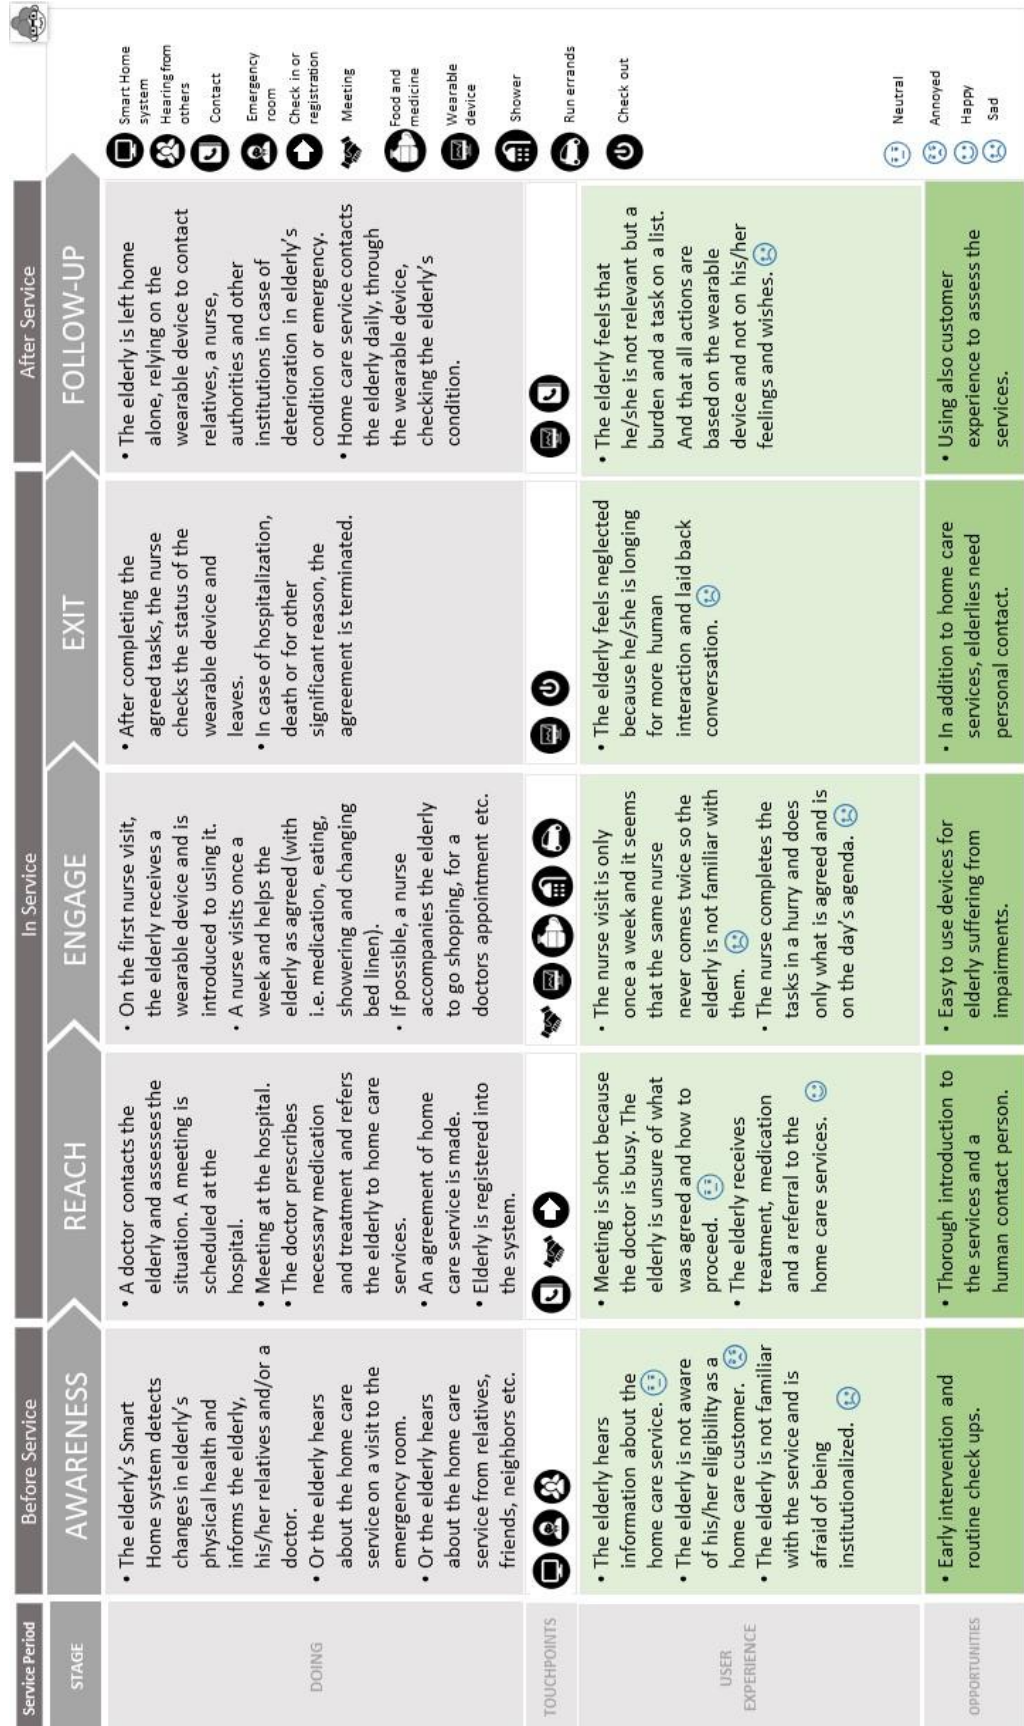 Service Period
Before Service
In Service
After Service
STAGE
AWARENESS
REACH
ENGAGE
EXIT
FOLLOW-UP
DOING
• The elderly's Smart
Home system detects
changes in elderly's
physical health and
informs the elderly,
his/her relatives and/or a
doctor.
• Or the elderly hears
about the home care
service on a visit to the
emergency room.
• Or the elderly hears
about the home care
service from relatives,
friends, neighbors etc.
• A doctor contacts the
elderly and assesses the
situation. A meeting is
scheduled at the
hospital.
• Meeting at the hospital.
• The doctor prescribes
necessary medication
and treatment and refers
the elderly to home care
services.
• An agreement of home
care service is made.
• Elderly is registered into
the system.
• On the first nurse visit,
the elderly receives a
wearable device and is
introduced to using it.
• A nurse visits once a
week and helps the
elderly as agreed (with
i.e. medication, eating,
showering and changing
bed linen).
• If possible, a nurse
accompanies the elderly
to go shopping, for a
doctors appointment etc.
• After completing the
agreed tasks, the nurse
checks the status of the
wearable device and
leaves.
• In case of hospitalization,
death or for other
significant reason, the
agreement is terminated.
• The elderly is left home
alone, relying on the
wearable device to contact
relatives, a nurse,
authorities and other
institutions in case of
deterioration in elderly's
condition or emergency.
• Home care service contacts
the elderly daily, through
the wearable device,
checking the elderly's
condition.
TOUCHPOINTS
USER
EXPERIENCE
• The elderly hears
information about the
home care service.
• The elderly is not aware
of his/her eligibility as a
home care customer.
• The elderly is not familiar
with the service and is
afraid of being
institutionalized.
• Meeting is short because
the doctor is busy. The
elderly is unsure of what
was agreed and how to
proceed.
• The elderly receives
treatment, medication
and a referral to the
home care services.
• The nurse visit is only
once a week and it seems
that the same nurse
never comes twice so the
elderly is not familiar with
them.
• The nurse completes the
tasks in a hurry and does
only what is agreed and is
on the day's agenda.
• The elderly feels neglected
because he/she is longing
for more human
interaction and laid back
conversation.
• The elderly feels that
he/she is not relevant but a
burden and a task on a list.
And that all actions are
based on the wearable
device and not on his/her
feelings and wishes.
OPPORTUNITIES
• Early intervention and
routine check ups.
• Thorough introduction to
the services and a
human contact person.
• Easy to use devices for
elderly suffering from
impairments.
• In addition to home care
services, elderlies need
personal contact.
• Using also customer
experience to assess the
services.
Smart Home
system
Hearing from
others
Contact
Emergency
room
Check in or
registration
Meeting
Food and
medicine
Wearable
device
Shower
Run errands
Check out
Neutral
Annoyed
Happy
Sad